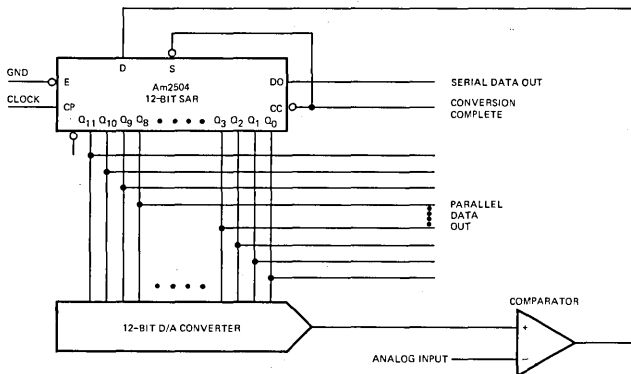 D S
GND
E
Am2504
12-BIT SAR
DO
SERIAL DATA OUT
CLOCK
CP
CC
CONVERSION
COMPLETE
Q11 Q10 Q9 Q8 Q3 Q2 Q1 Q0
PARALLEL
DATA
OUT
COMPARATOR
12-BIT D/A CONVERTER
+
ANALOG INPUT
−